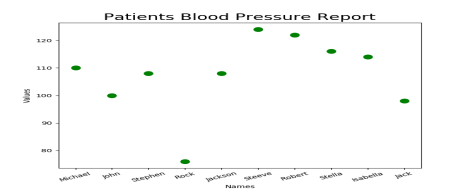 Patients Blood Pressure Report
120
110
100
90
80
Values
Michael John Stephen Rock Jackson Steeve Robert Stella Isabella Jack
Names